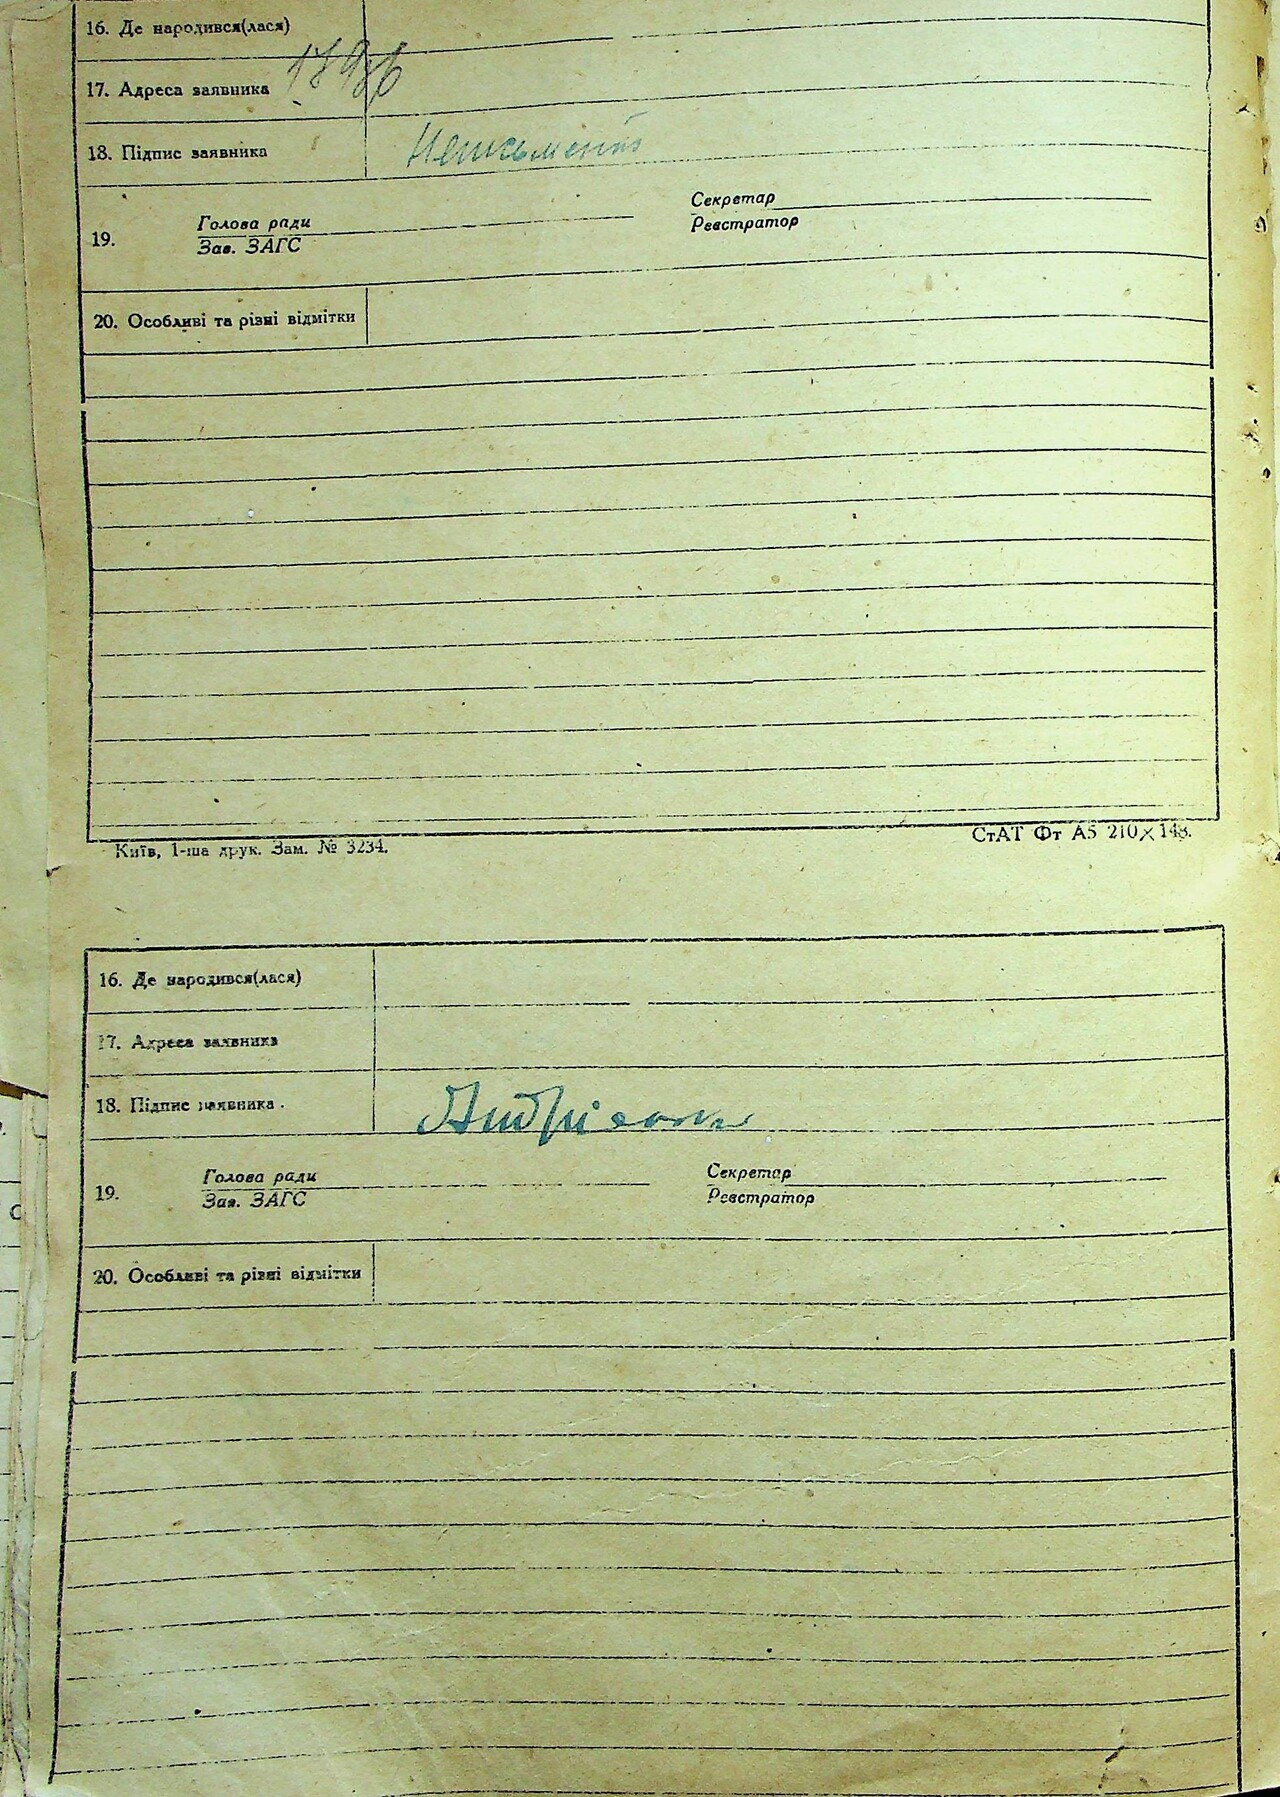 16. Де народився(лася)
17. Адреса заявника
18. Підпис заявника Неписьменний
Секретар
Голова ради
Реєстратор
19.
Зав. ЗАГС
20. Особливі та різні відмітки
Київ, 1-ша друк. Зам. № 3234.
СтАТ Фт А5 210×148.
16. Де народився(лася)
17. Адреса заявника
18. Підпис заявника.
Секретар
Голова ради
19.
Реєстратор
Зав. ЗАГС
20. Особливі та різні відмітки